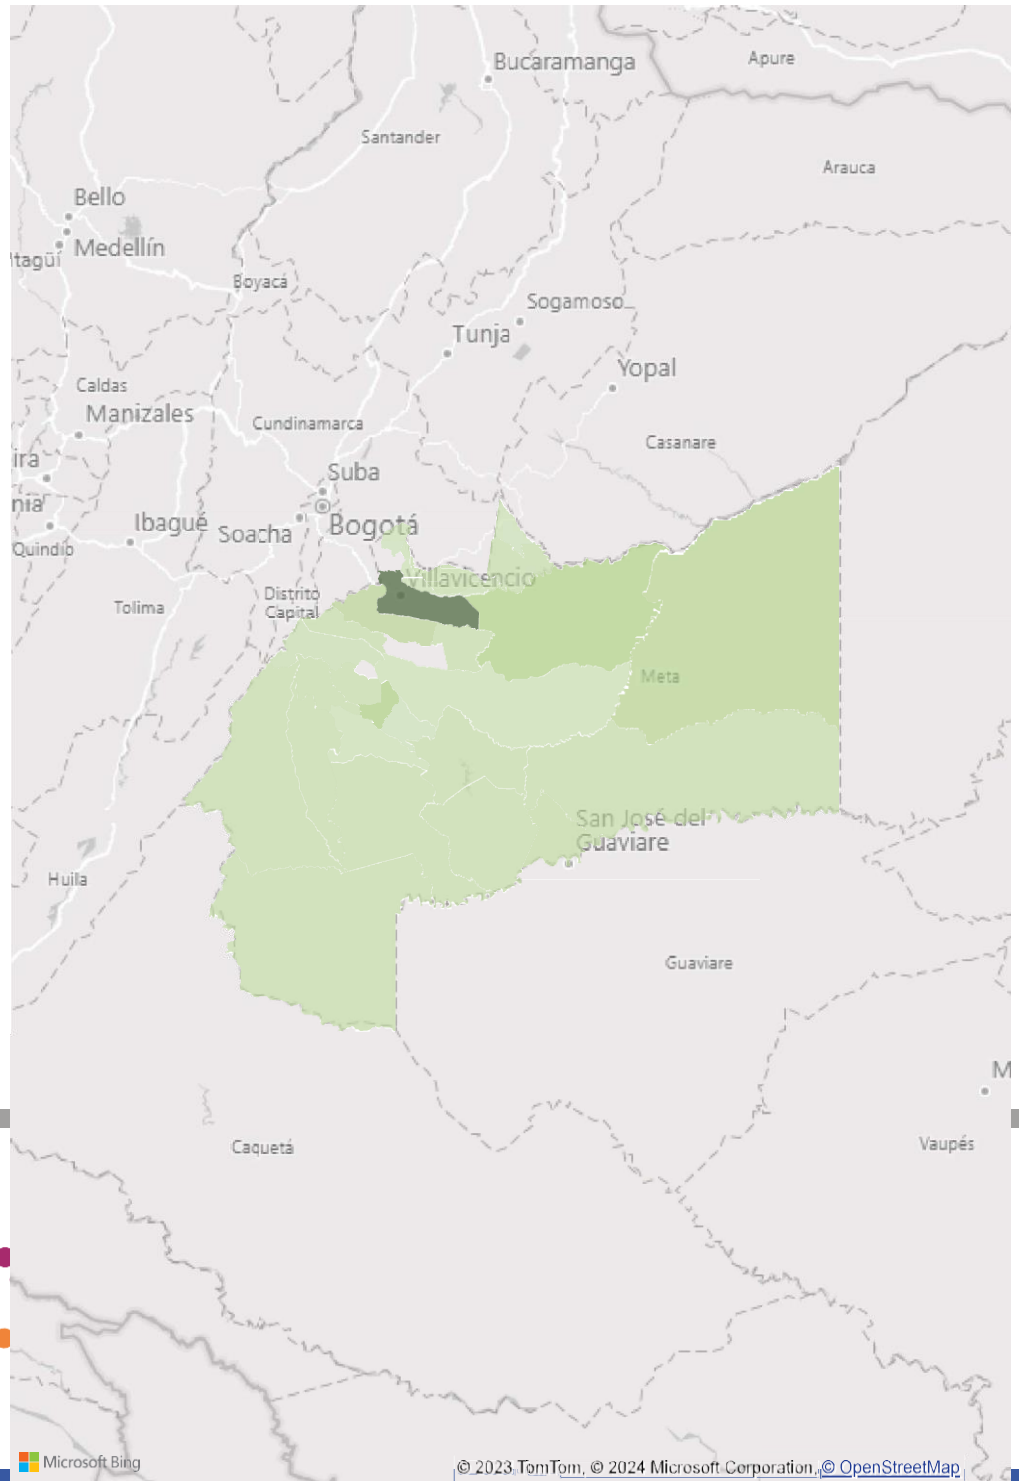 Bucaramanga
Apure
Santander
Arauca
Bello
Medellín
Itagüí
Boyacá
Sogamoso
Tunja
Yopal
Caldas
Manizales
Cundinamarca
Casanare
ira
Suba
nia
Ibagué
Soacha
Bogotá
Quindío
Villavicencio
Distrito
Capital
Tolima
Meta
San José del
Guaviare
Huila
Guaviare
M
Caquetá
Vaupés
Microsoft Bing
© 2023 TomTom, © 2024 Microsoft Corporation, © OpenStreetMap